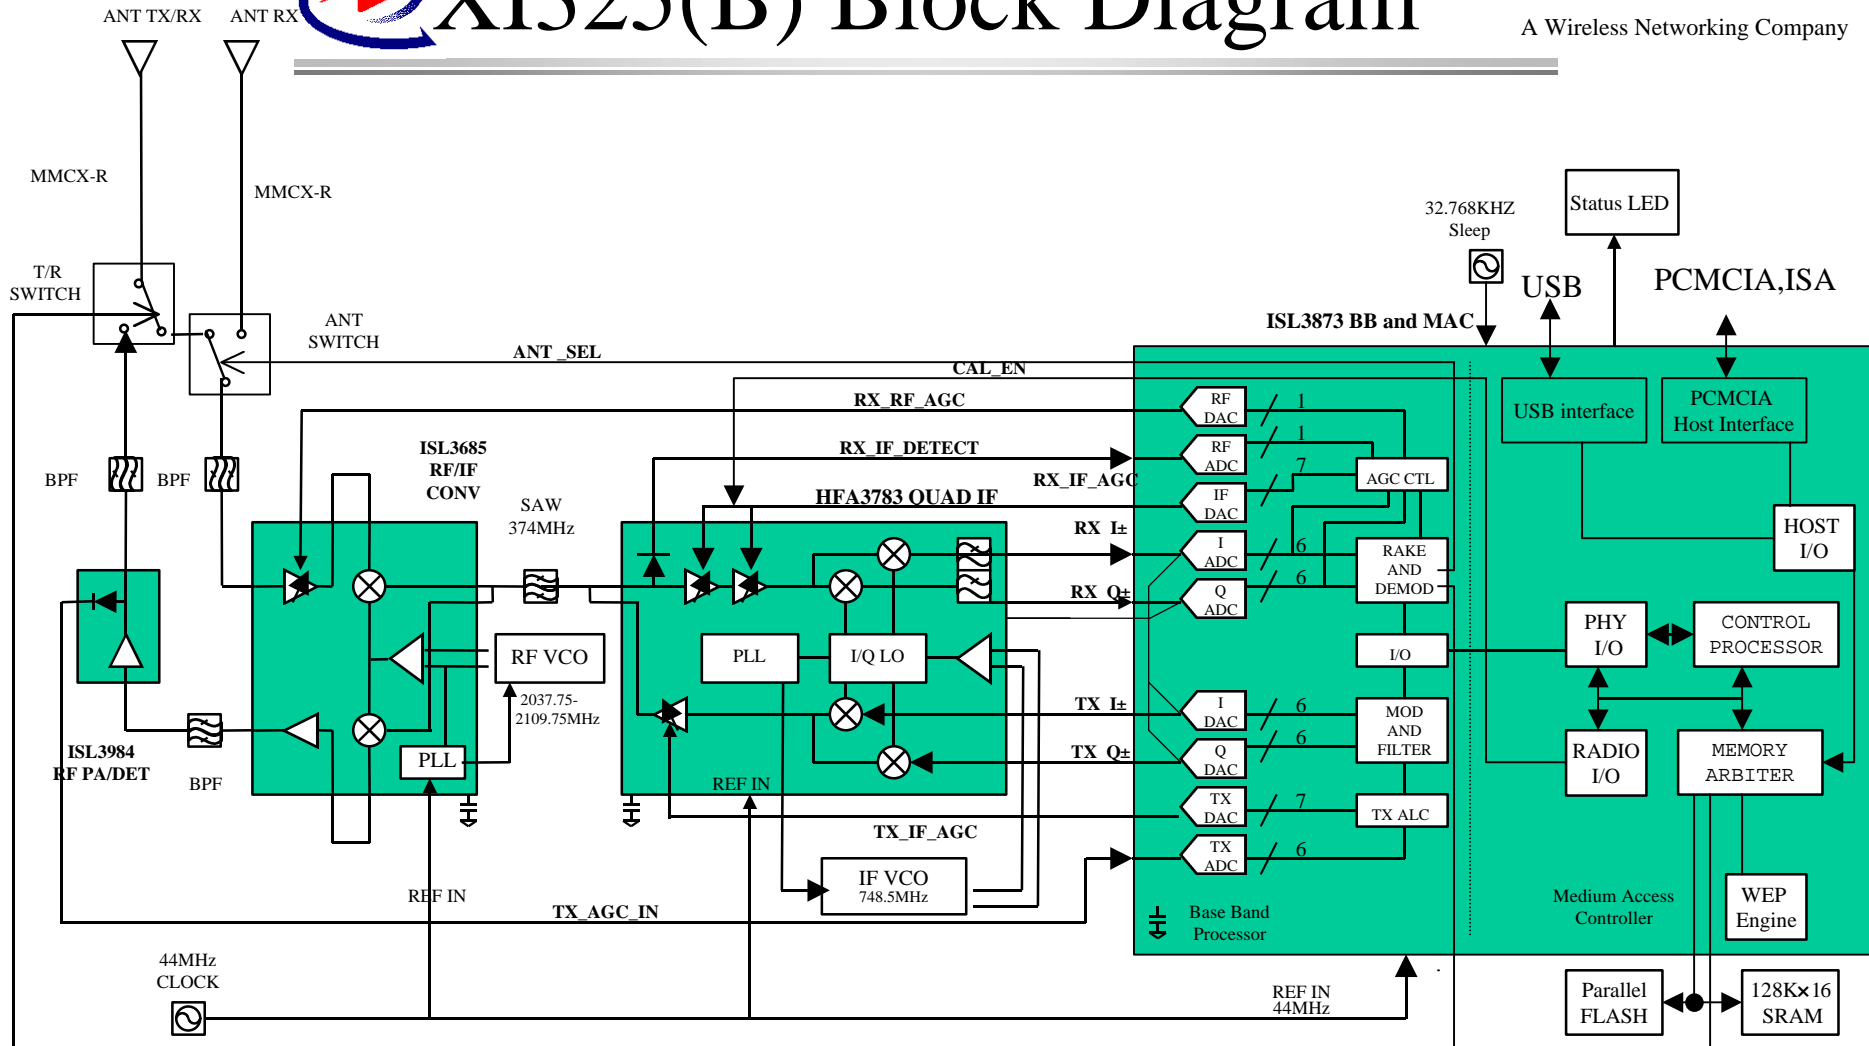 XI325(B) Block Diagram
A Wireless Networking Company
ANT TX/RX
ANT RX
MMCX-R
MMCX-R
T/R
SWITCH
ANT
SWITCH
BPF
BPF
ISL3984
RF PA/DET
BPF
ISL3685
RF/IF
CONV
SAW
374MHz
RF VCO
2037.75-
2109.75MHz
PLL
REF IN
44MHz
CLOCK
ANT _SEL
CAL_EN
RX_RF_AGC
RX_IF_DETECT
RX_IF_AGC
HFA3783 QUAD IF
RX I±
RX Q±
PLL
I/Q LO
TX I±
TX Q±
REF IN
TX_IF_AGC
IF VCO
748.5MHz
TX_AGC_IN
REF IN
44MHz
32.768KHZ
Sleep
Status LED
USB
PCMCIA,ISA
ISL3873 BB and MAC
RF
DAC
1
RF
ADC
1
IF
DAC
7
I
ADC
6
Q
ADC
6
I
DAC
6
Q
DAC
6
TX
DAC
7
TX
ADC
6
AGC CTL
RAKE
AND
DEMOD
I/O
MOD
AND
FILTER
TX ALC
Base Band
Processor
USB interface
PCMCIA
Host Interface
HOST
I/O
PHY
I/O
CONTROL
PROCESSOR
RADIO
I/O
MEMORY
ARBITER
Medium Access
Controller
WEP
Engine
Parallel
FLASH
128K×16
SRAM